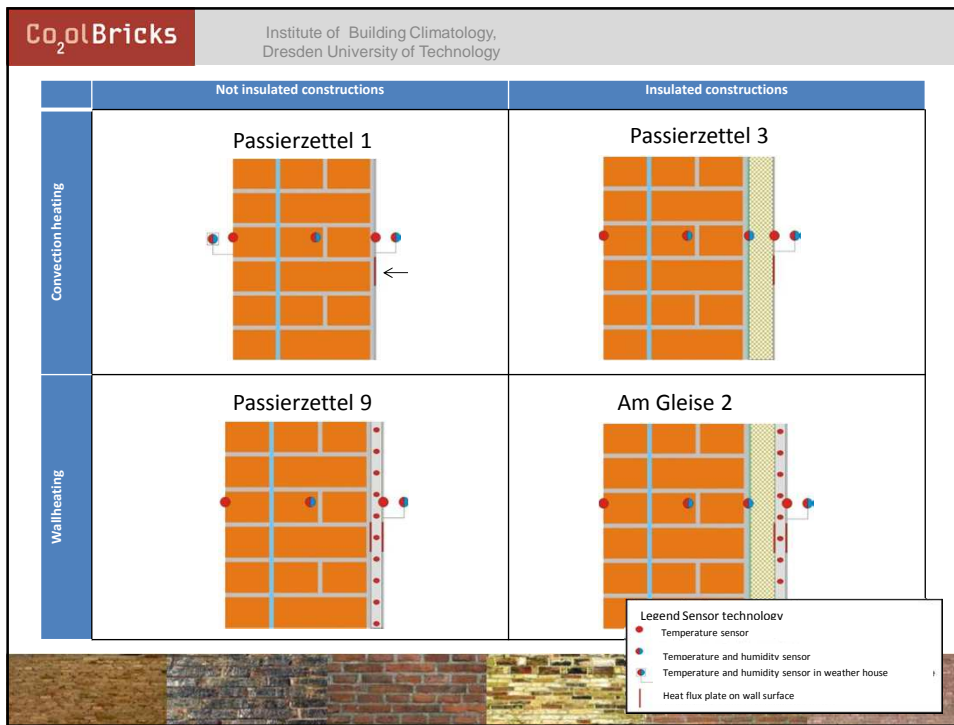 Co2olBricks
Institute of Building Climatology,
Dresden University of Technology
Not insulated constructions
Insulated constructions
Convection heating
Passierzettel 1
Passierzettel 3
Wallheating
Passierzettel 9
Am Gleise 2
Legend Sensor technology
Temperature sensor
Temperature and humidity sensor
Temperature and humidity sensor in weather house
Heat flux plate on wall surface